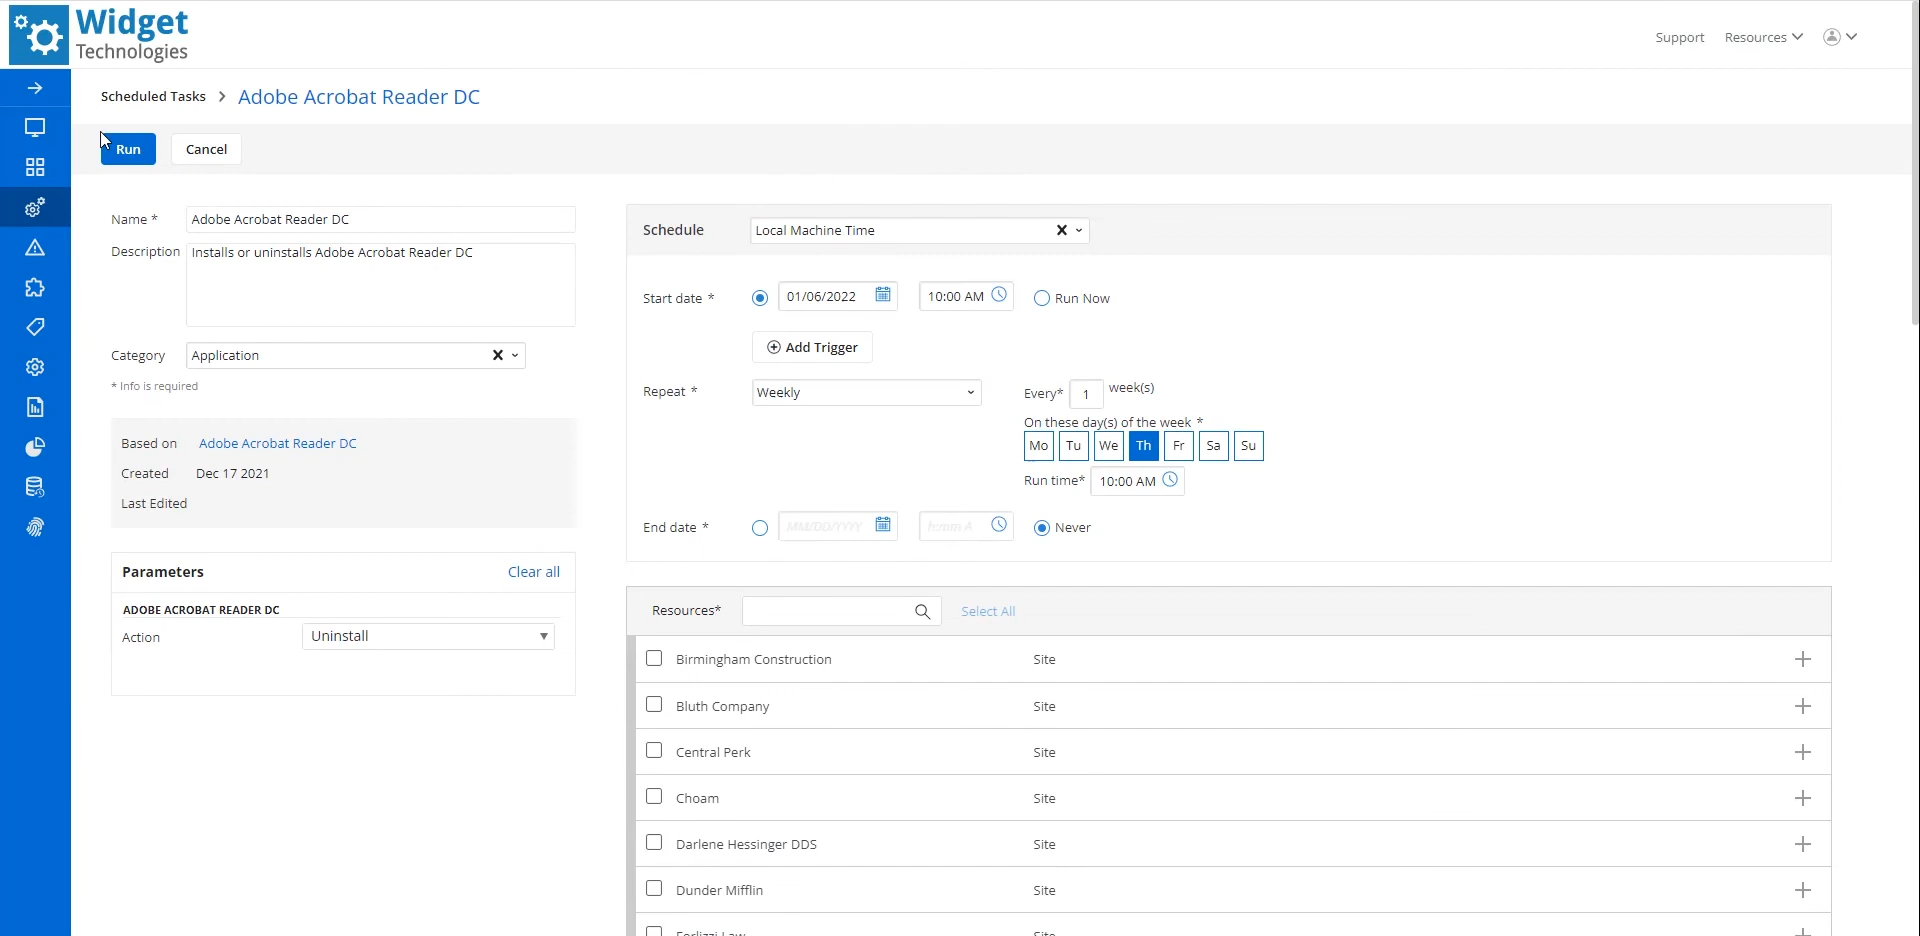 Widget
Technologies
Support Resources
Scheduled Tasks > Adobe Acrobat Reader DC
Run Cancel
Name * Adobe Acrobat Reader DC
Description Installs or uninstalls Adobe Acrobat Reader DC
Category Application
* Info is required
Based on Adobe Acrobat Reader DC
Created Dec 17 2021
Last Edited
Parameters Clear all
ADOBE ACROBAT READER DC
Action Uninstall
Schedule Local Machine Time
Start date * 01/06/2022 10:00 AM Run Now
Add Trigger
Repeat * Weekly Every* 1 week(s)
On these day(s) of the week *
Mo Tu We Th Fr Sa Su
Run time* 10:00 AM
End date * MM/DD/YYYY h:mm A Never
Resources* Select All
Birmingham Construction Site
Bluth Company Site
Central Perk Site
Choam Site
Darlene Hessinger DDS Site
Dunder Mifflin Site
Site